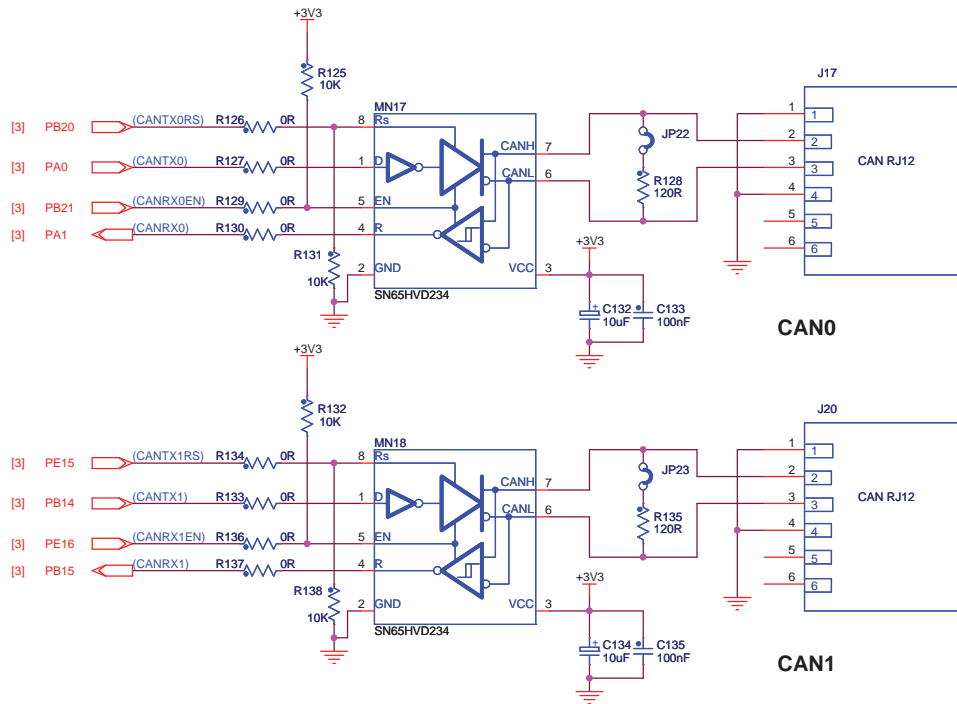 +3V3
R125
10K
J17
MN17
[3] PB20 (CANTX0RS) R126 0R 8 Rs
1 1
JP22
CANH 7
2 2
[3] PA0 (CANTX0) R127 0R 1 D
CAN RJ12
3 3
CANL 6
R128
120R
4 4
[3] PB21 (CANRX0EN) R129 0R 5 EN
5 5
[3] PA1 (CANRX0) R130 0R 4 R
6 6
R131
10K
+3V3
2 GND VCC 3
SN65HVD234
C132
10uF
+
C133
100nF
CAN0
+3V3
R132
10K
J20
MN18
[3] PE15 (CANTX1RS) R134 0R 8 Rs
1 1
JP23
CANH 7
2 2
[3] PB14 (CANTX1) R133 0R 1 D
CAN RJ12
3 3
CANL 6
R135
120R
4 4
[3] PE16 (CANRX1EN) R136 0R 5 EN
5 5
[3] PB15 (CANRX1) R137 0R 4 R
6 6
R138
10K
+3V3
2 GND VCC 3
SN65HVD234
C134
10uF
+
C135
100nF
CAN1